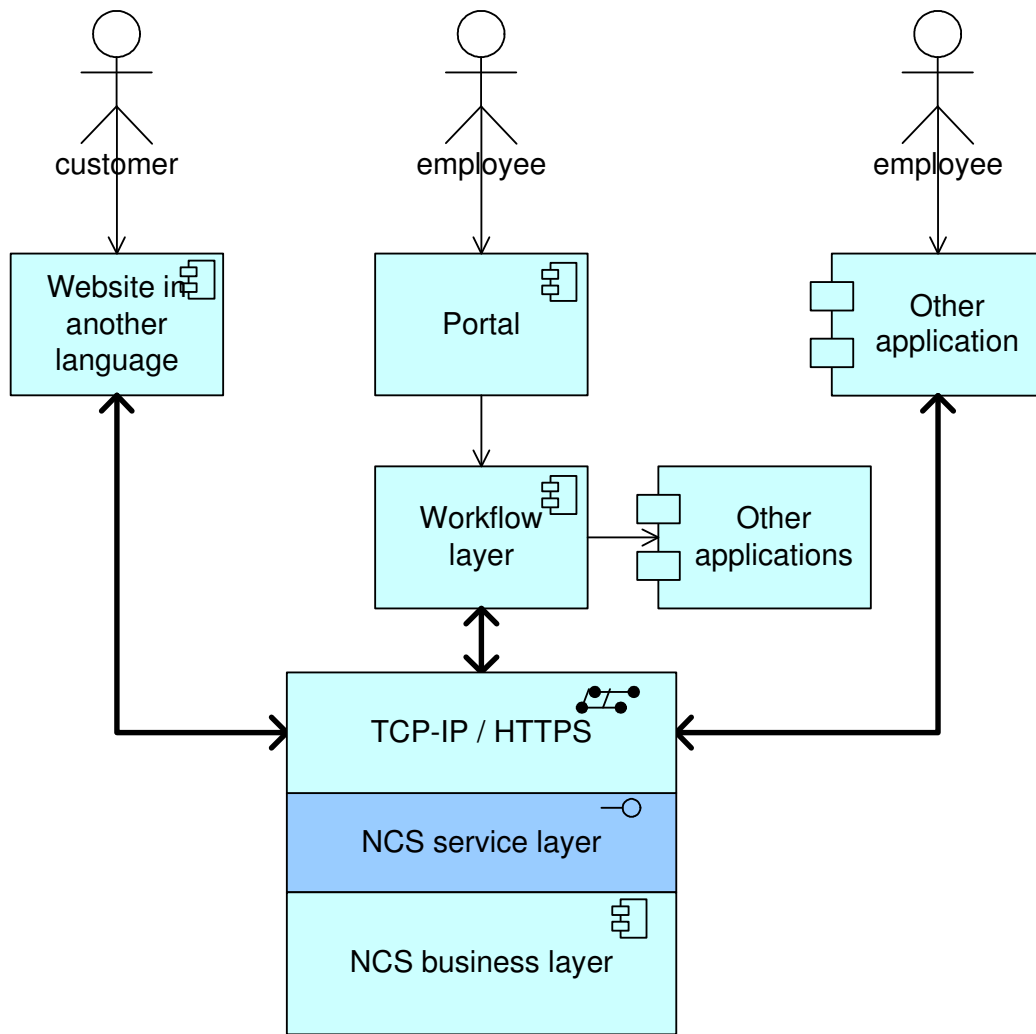 customer
employee
employee
Website in
another
language
Portal
Other
application
Workflow
layer
Other
applications
TCP-IP / HTTPS
NCS service layer
NCS business layer